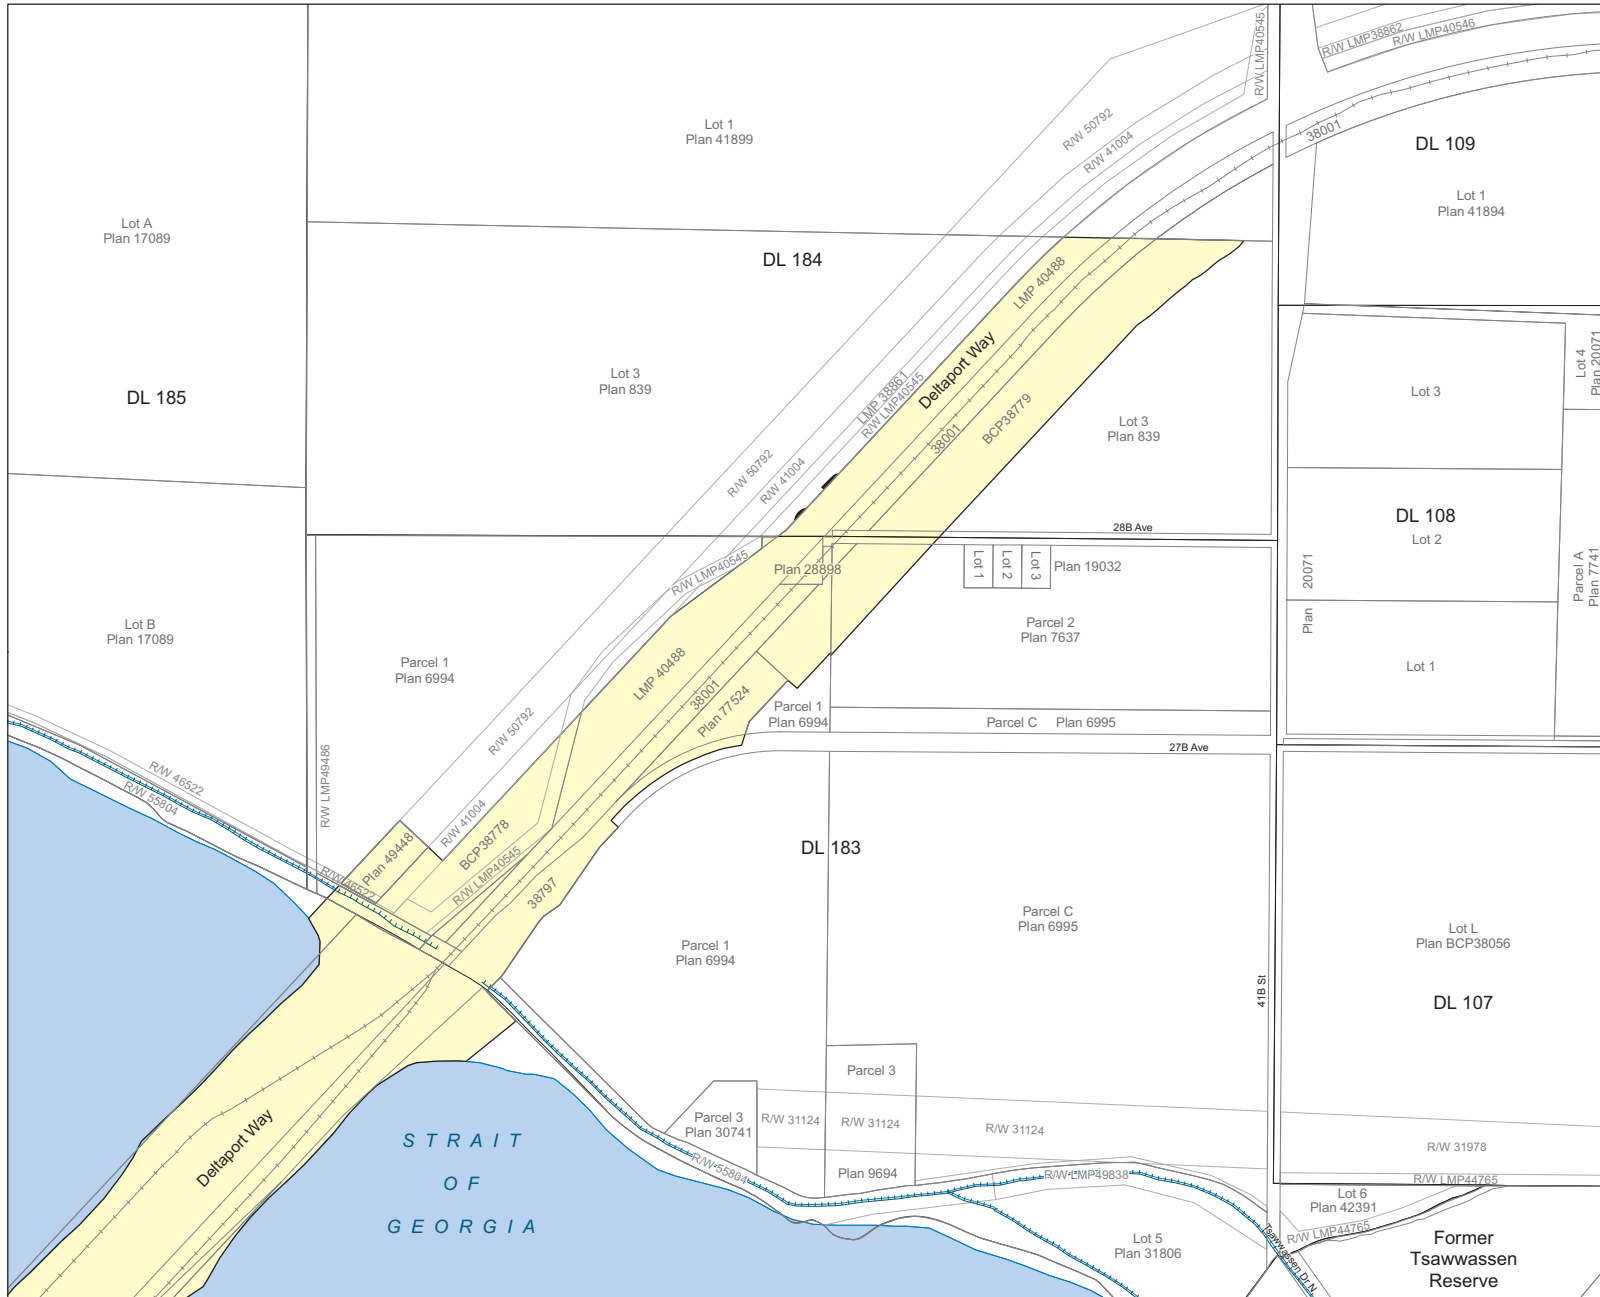 R/W LMP38862
R/W LMP40546
R/W LMP40545
Lot 1
Plan 41899
R/W 50792
R/W 41004
38001
DL 109
Lot 1
Plan 41894
Lot A
Plan 17089
DL 184
LMP 40488
Deltaport Way
Lot 3
Plan 839
DL 185
LMP 38861
R/W LMP40545
38001
BCP38779
Lot 3
Plan 839
Lot 3
Lot 4
Plan 20071
R/W 50792
R/W 41004
28B Ave
DL 108
Lot 2
R/W LMP40545
Plan 28898
Lot 1
Lot 2
Lot 3
Plan 19032
Plan 20071
Parcel A
Plan 7741
Lot B
Plan 17089
Parcel 1
Plan 6994
Parcel 2
Plan 7637
Lot 1
LMP 40488
38001
Plan 77524
Parcel 1
Plan 6994
Parcel C Plan 6995
27B Ave
R/W 50792
R/W 46522
R/W 55804
R/W LMP49486
R/W 41004
BCP38778
Plan 49448
R/W LMP40545
R/W 46522
38797
DL 183
Parcel C
Plan 6995
Parcel 1
Plan 6994
Lot L
Plan BCP38056
41B St
DL 107
Parcel 3
Parcel 3
Plan 30741
R/W 31124
R/W 31124
R/W 31124
R/W 31978
Deltaport Way
STRAIT
OF
GEORGIA
R/W 55804
Plan 9694
R/W LMP49838
R/W LMP44765
Lot 6
Plan 42391
R/W LMP44765
Lot 5
Plan 31806
Tsawwassen Dr N
Former
Tsawwassen
Reserve